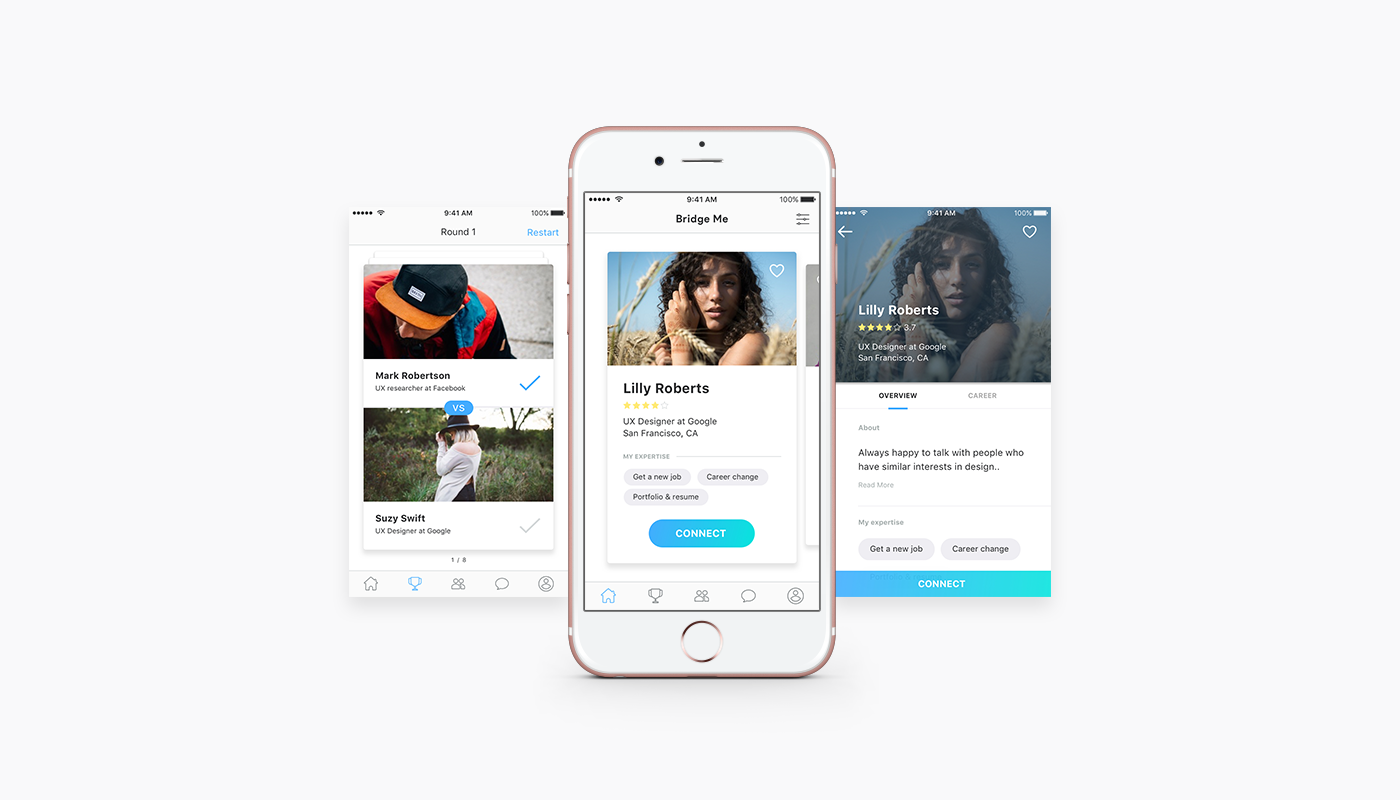 9:41 AM
100%
Round 1
Restart
Mark Robertson
UX researcher at Facebook
VS
Suzy Swift
UX Designer at Google
1 / 8
9:41 AM
100%
Bridge Me
Lilly Roberts
UX Designer at Google
San Francisco, CA
MY EXPERTISE
Get a new job
Career change
Portfolio & resume
CONNECT
9:41 AM
100%
Lilly Roberts
3.7
UX Designer at Google
San Francisco, CA
OVERVIEW
CAREER
About
Always happy to talk with people who
have similar interests in design..
Read More
My expertise
Get a new job
Career change
CONNECT